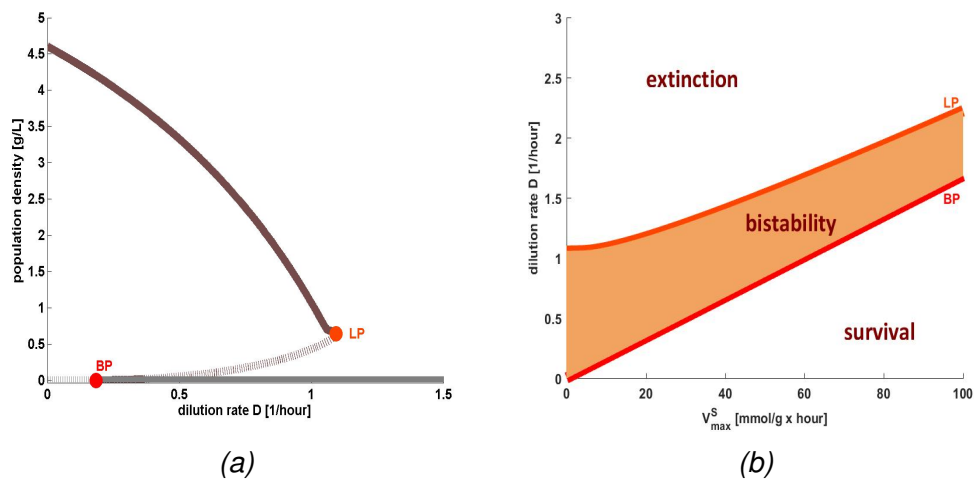 5
4.5
4
3.5
3
2.5
2
1.5
1
0.5
0
population density [g/L]
BP
LP
0
0.5
1
1.5
dilution rate D [1/hour]
(a)
3
2.5
2
1.5
1
0.5
0
dilution rate D [1/hour]
extinction
LP
bistability
BP
survival
0
20
40
60
80
100
V^S_max [mmol/g x hour]
(b)